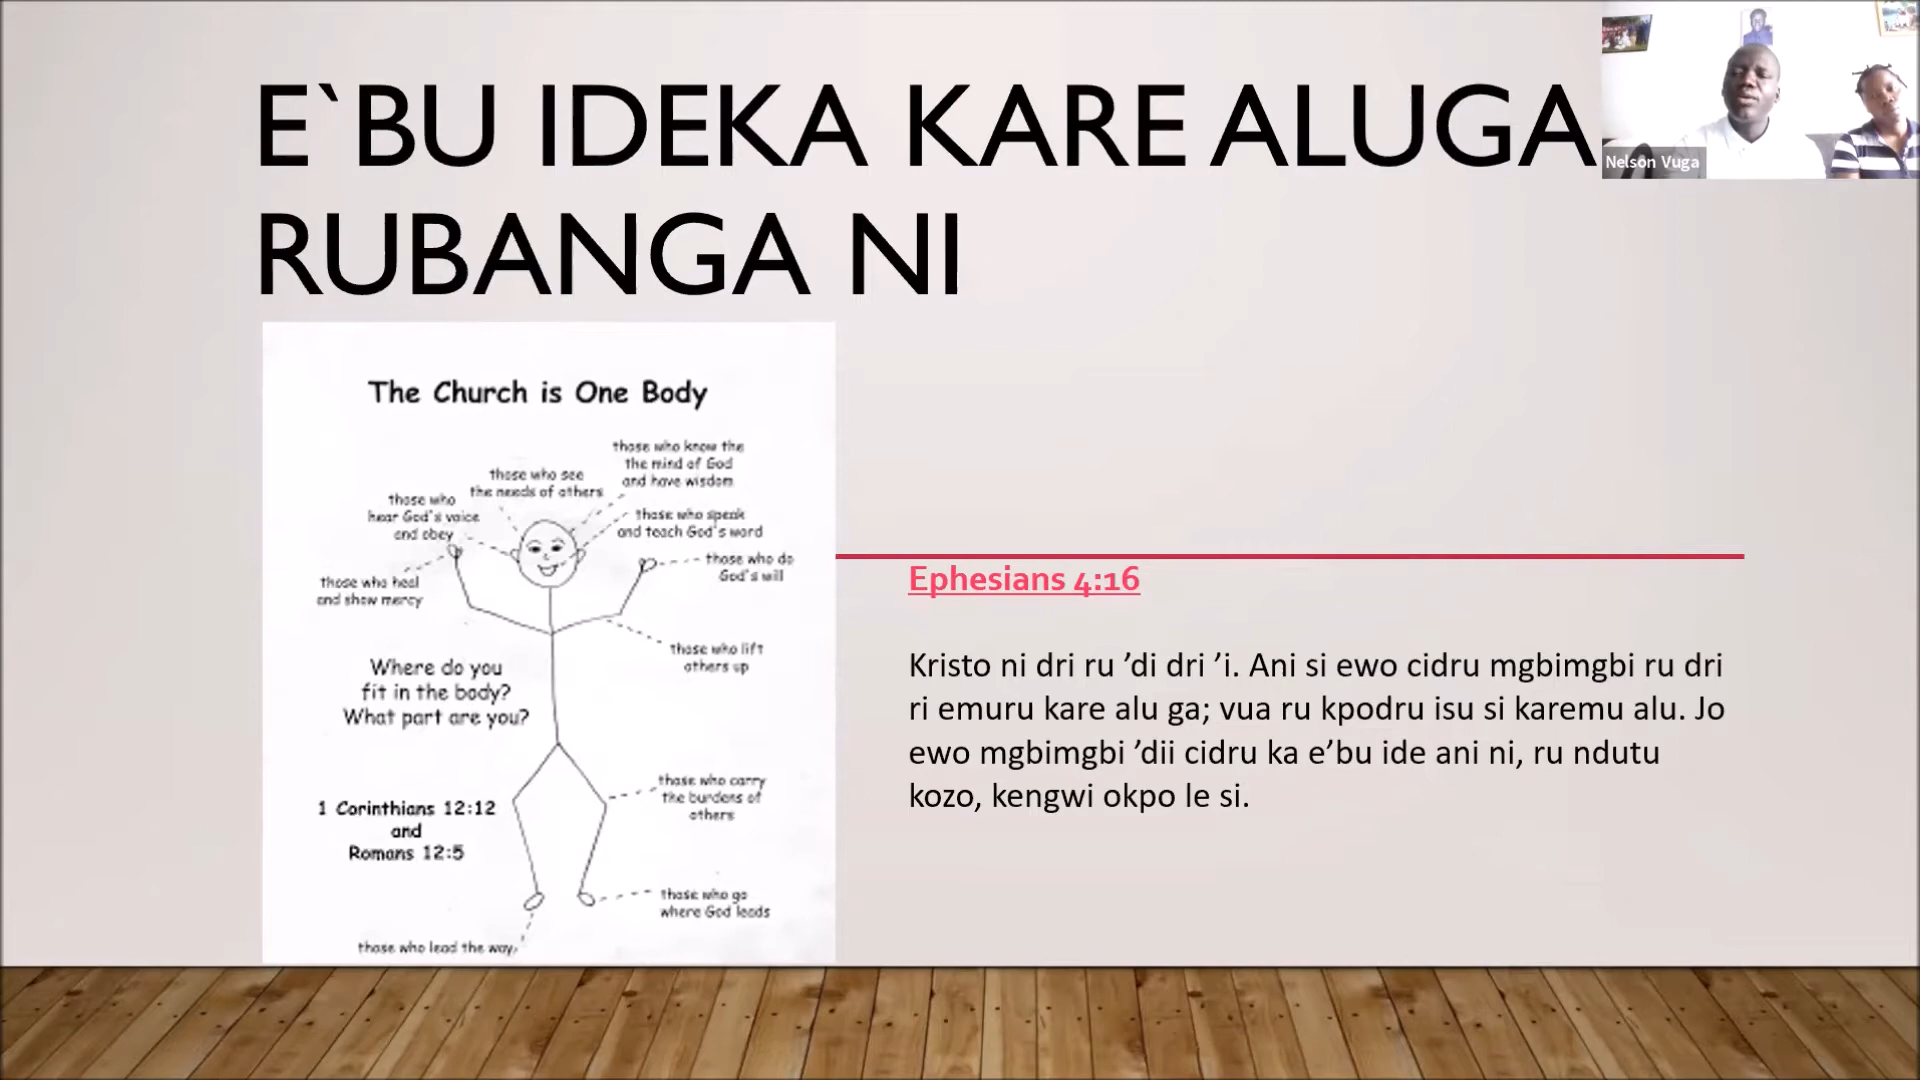 E`BU IDEKA KARE ALUGA
RUBANGA NI
Nelson Vuga
The Church is One Body
those who know the
the mind of God
and have wisdom
those who see
the needs of others
those who
hear God's voice
and obey
those who speak
and teach God's word
those who do
God's will
those who heal
and show mercy
those who lift
others up
Where do you
fit in the body?
What part are you?
those who carry
the burdens of
others
1 Corinthians 12:12
and
Romans 12:5
those who go
where God leads
those who lead the way
Ephesians 4:16
Kristo ni dri ru ’di dri ’i. Ani si ewo cidru mgbimgbi ru dri
ri emuru kare alu ga; vua ru kpodru isu si karemu alu. Jo
ewo mgbimgbi ’dii cidru ka e’bu ide ani ni, ru ndutu
kozo, kengwi okpo le si.